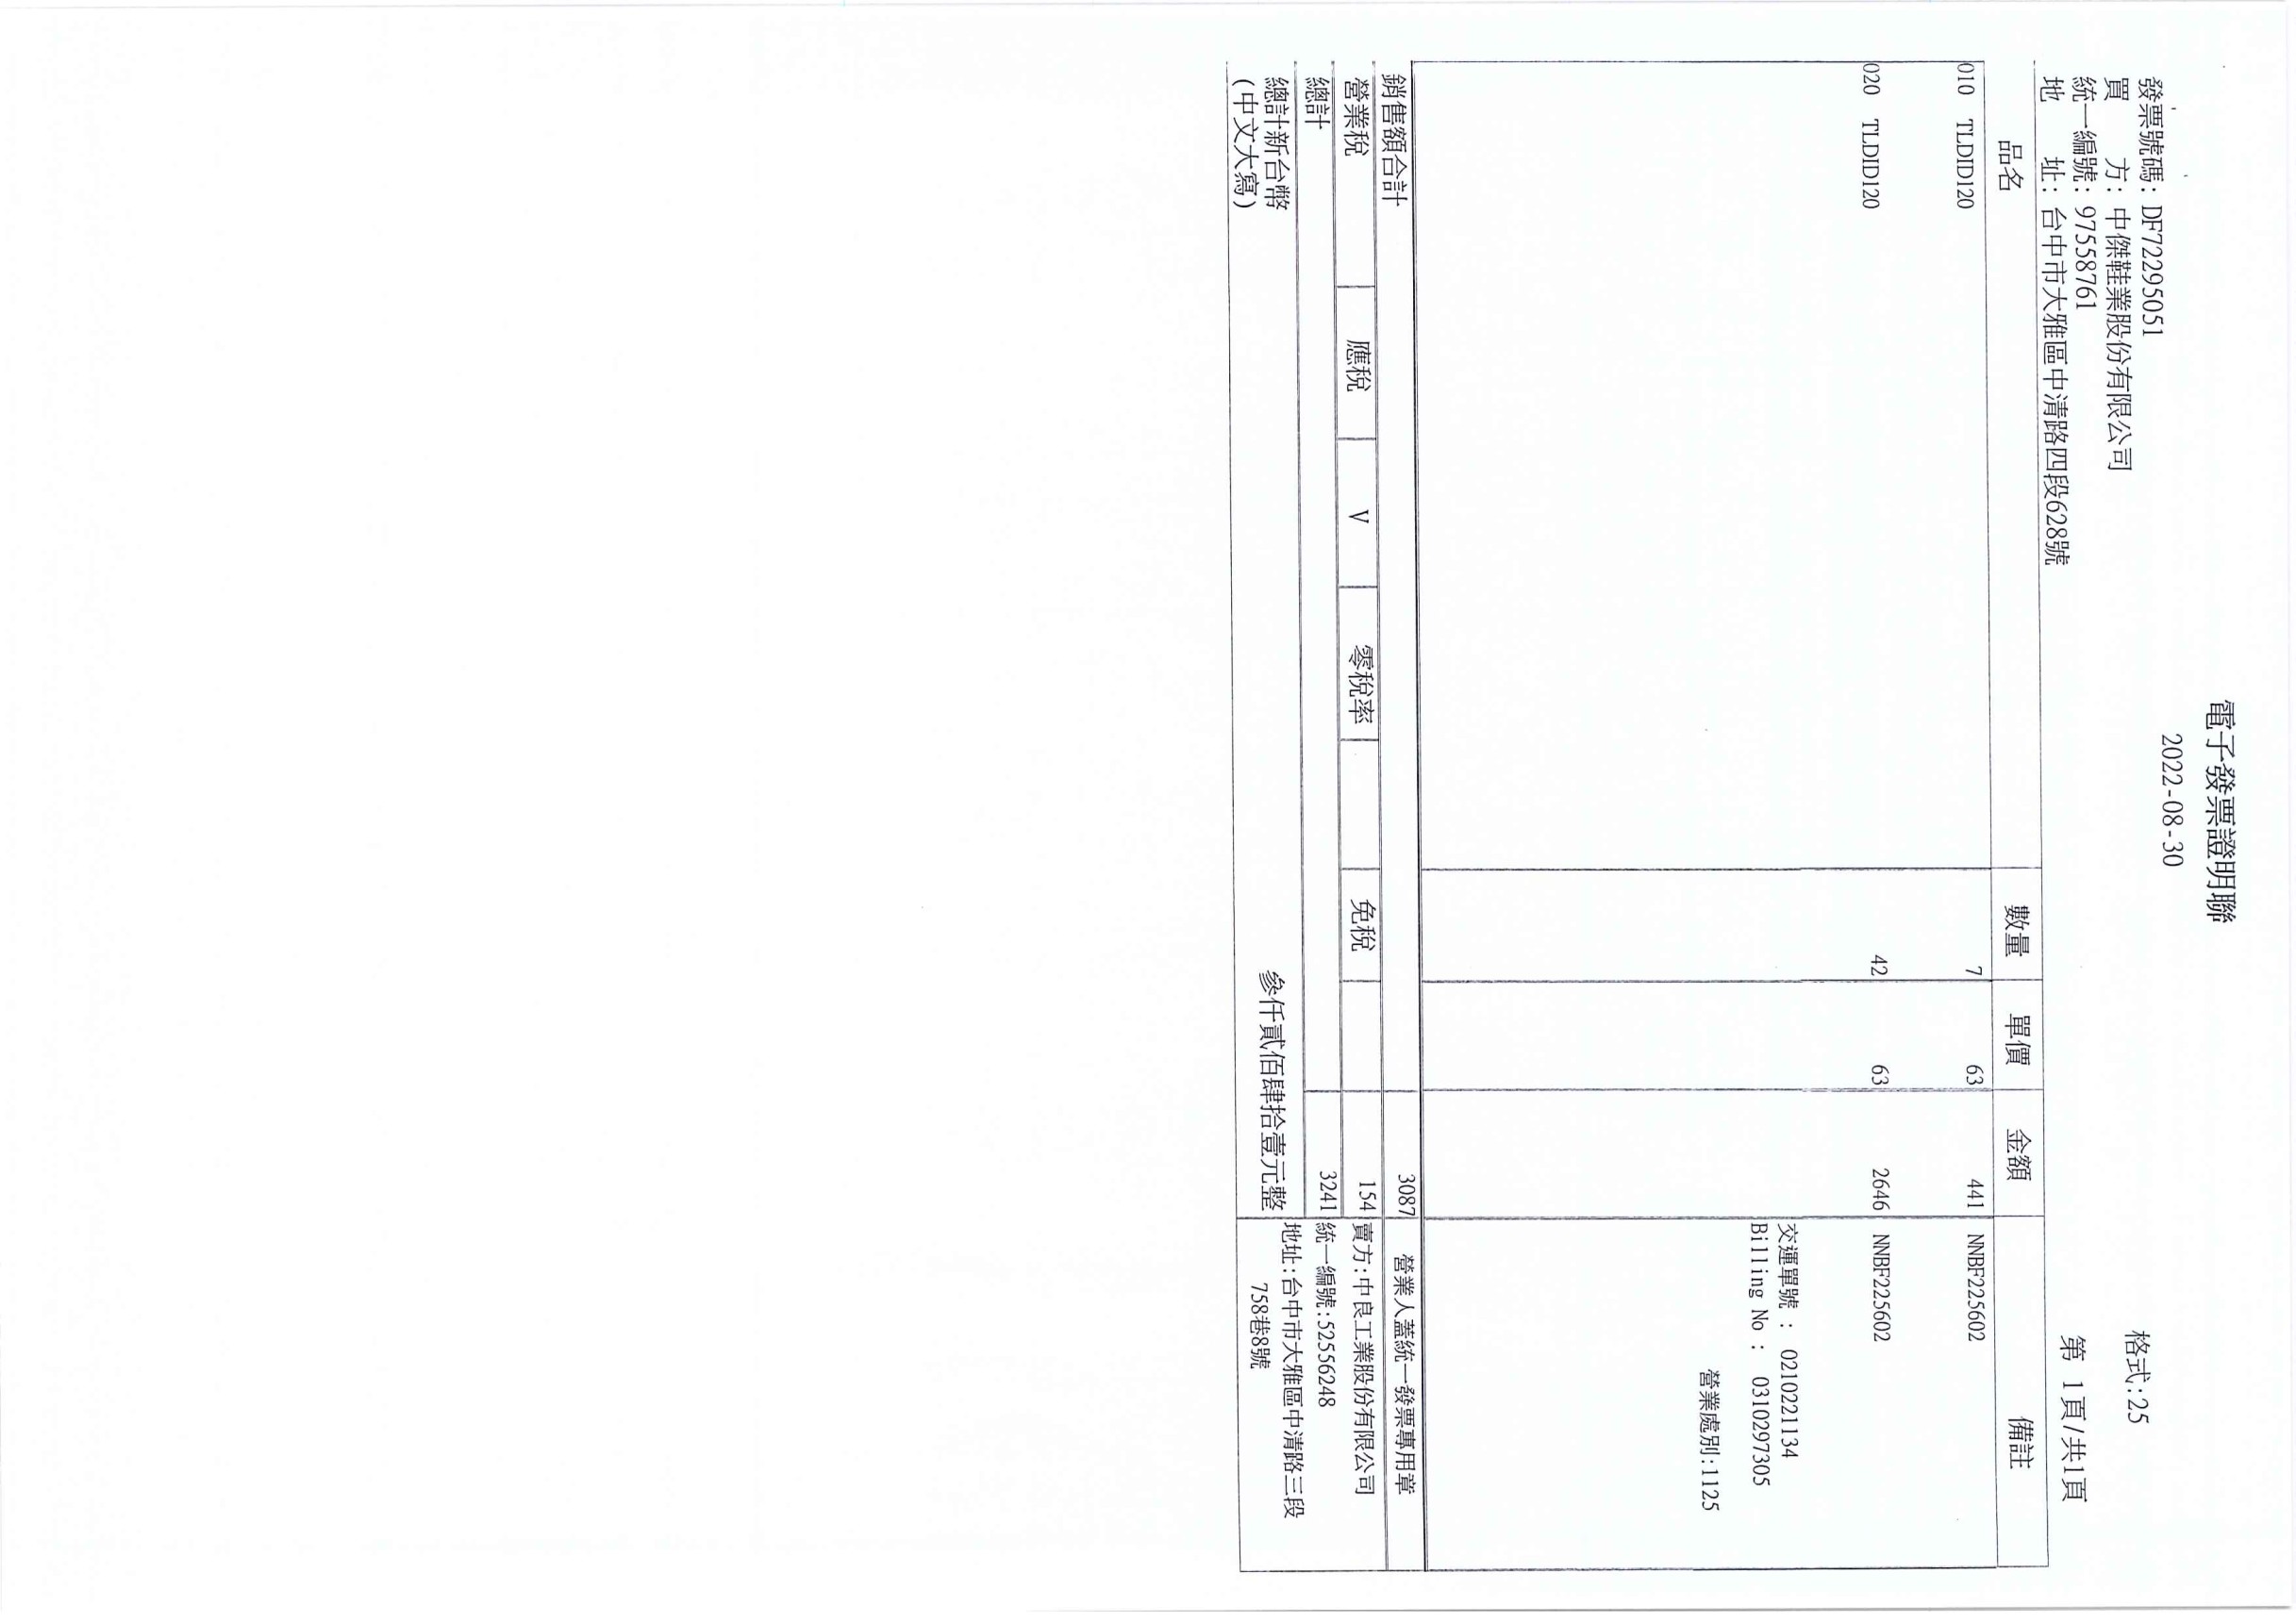 電子發票證明聯
2022-08-30
發票號碼: DF72295051
買 方: 中傑鞋業股份有限公司
統一編號: 97558761
地 址: 台中市大雅區中清路四段628號
格式:25
第 1頁/共1頁
品名 數量 單價 金額 備註
010 TLDID120 7 63 441 NNBF225602
020 TLDID120 42 63 2646 NNBF225602
交運單號 : 0210221134
Billing No : 0310297305
營業處別:1125
銷售額合計 3087 營業人蓋統一發票專用章
營業稅 應稅 V 零稅率 免稅 154 賣方:中良工業股份有限公司
總計 3241 統一編號:52556248
總計新台幣 參仟貳佰肆拾壹元整 地址:台中市大雅區中清路三段
(中文大寫) 758巷8號